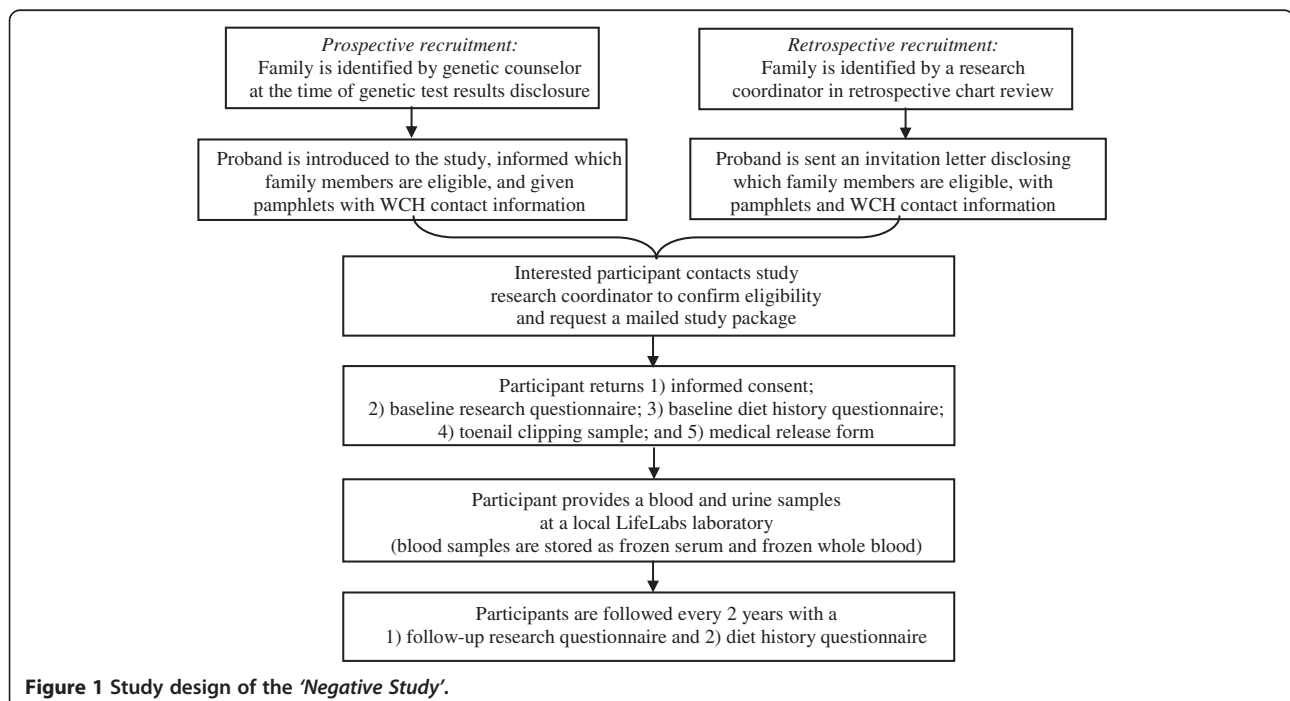 Prospective recruitment:
Family is identified by genetic counselor
at the time of genetic test results disclosure
Retrospective recruitment:
Family is identified by a research
coordinator in retrospective chart review
Proband is introduced to the study, informed which
family members are eligible, and given
pamphlets with WCH contact information
Proband is sent an invitation letter disclosing
which family members are eligible, with
pamphlets and WCH contact information
Interested participant contacts study
research coordinator to confirm eligibility
and request a mailed study package
Participant returns 1) informed consent;
2) baseline research questionnaire; 3) baseline diet history questionnaire;
4) toenail clipping sample; and 5) medical release form
Participant provides a blood and urine samples
at a local LifeLabs laboratory
(blood samples are stored as frozen serum and frozen whole blood)
Participants are followed every 2 years with a
1) follow-up research questionnaire and 2) diet history questionnaire
Figure 1 Study design of the 'Negative Study'.